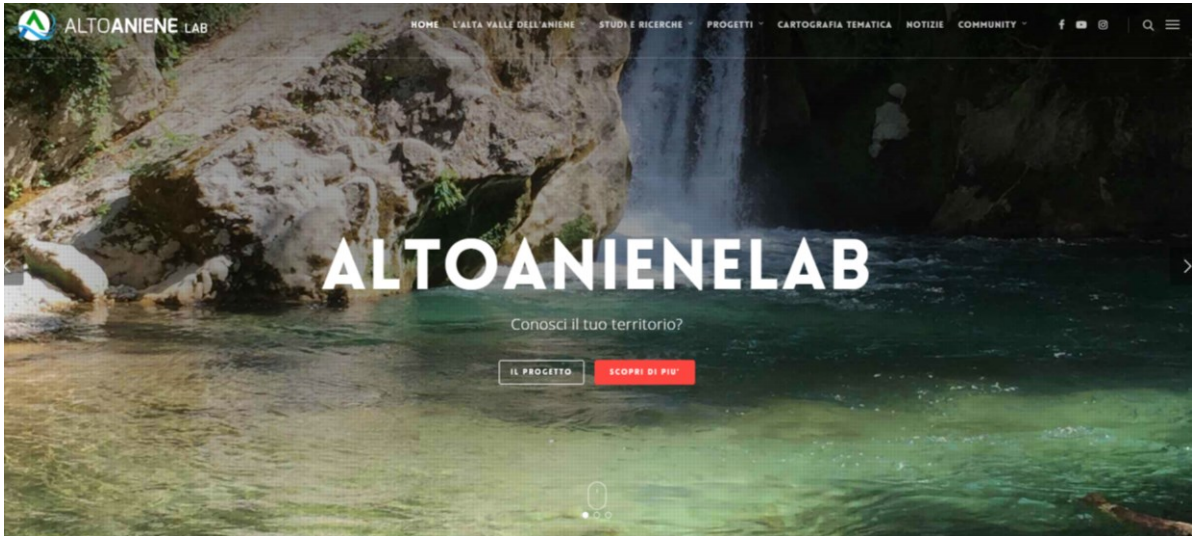 ALTOANIENE.LAB
HOME L'ALTA VALLE DELL'ANIENE STUDI E RICERCHE PROGETTI CARTOGRAFIA TEMATICA NOTIZIE COMMUNITY
ALTOANIENELAB
Conosci il tuo territorio?
IL PROGETTO SCOPRI DI PIU'